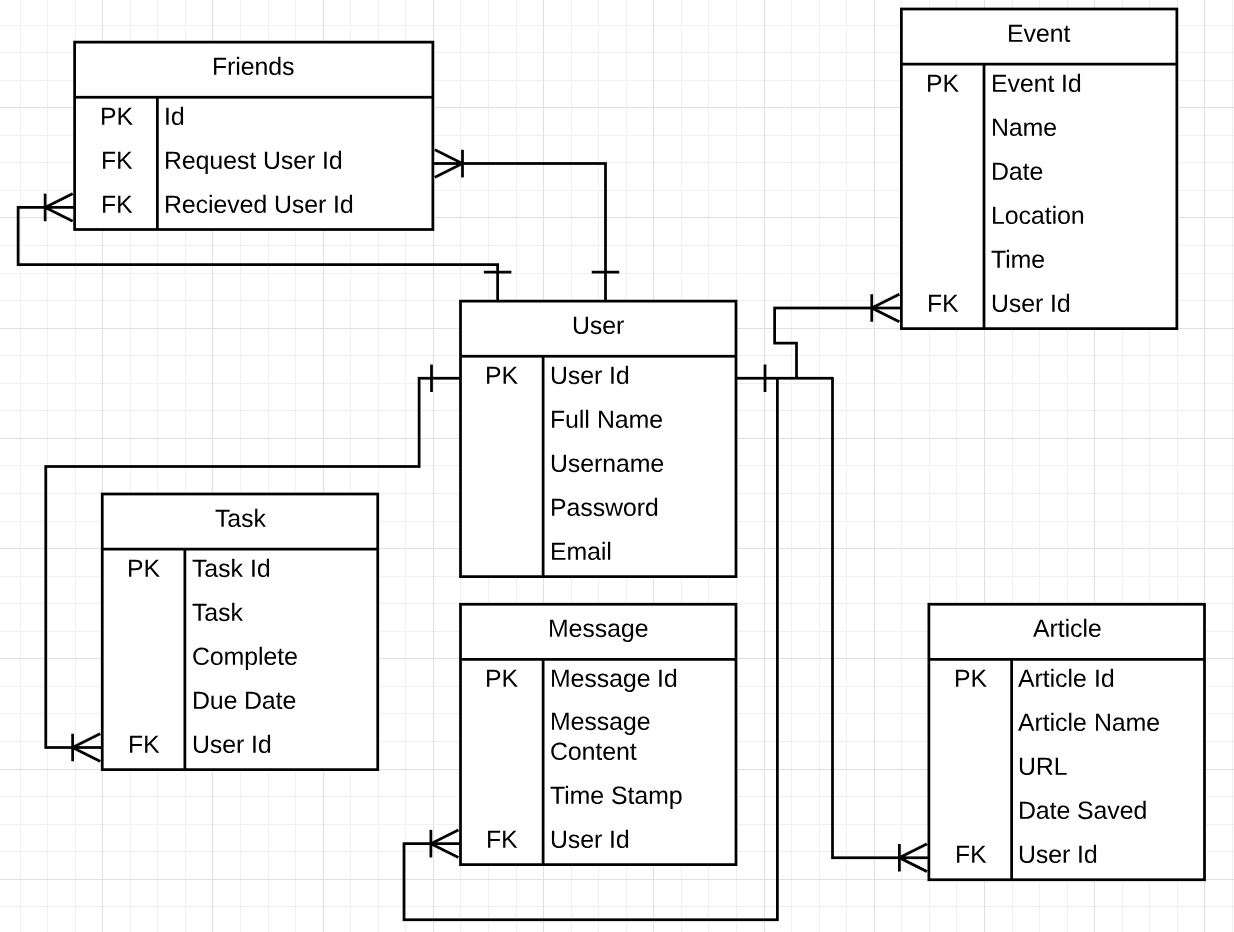 Friends
PK Id
FK Request User Id
FK Recieved User Id
Event
PK Event Id
Name
Date
Location
Time
FK User Id
User
PK User Id
Full Name
Username
Password
Email
Task
PK Task Id
Task
Complete
Due Date
FK User Id
Message
PK Message Id
Message
Content
Time Stamp
FK User Id
Article
PK Article Id
Article Name
URL
Date Saved
FK User Id